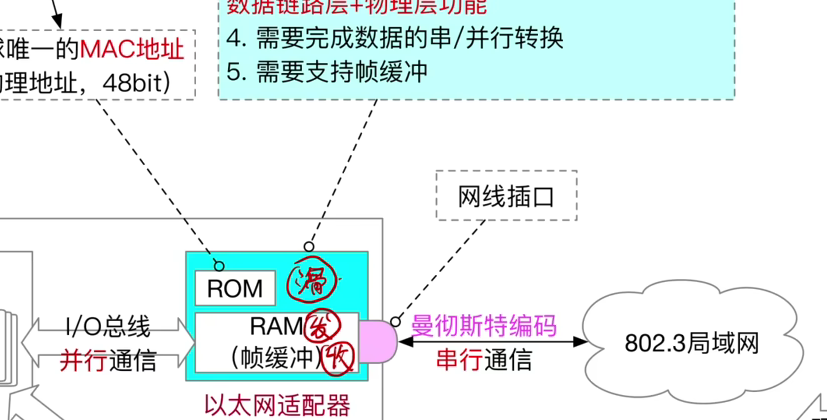 数据链路层+物理层功能
4. 需要完成数据的串/并行转换
5. 需要支持帧缓冲
唯一的MAC地址
理地址，48bit）
网线插口
ROM
I/O总线
并行通信
RAM 发
（帧缓冲） 收
曼彻斯特编码
串行通信
802.3局域网
以太网适配器